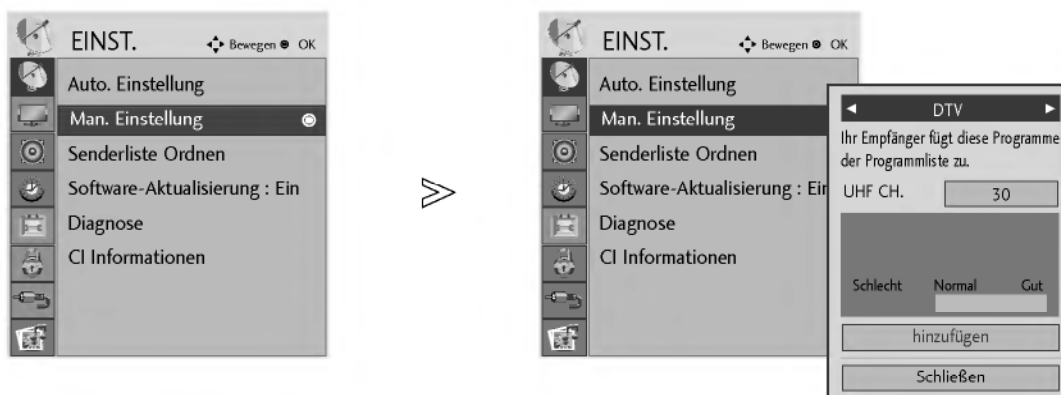 EINST.
Bewegen OK
Auto. Einstellung
Man. Einstellung
Senderliste Ordnen
Software-Aktualisierung : Ein
Diagnose
CI Informationen
EINST.
Bewegen OK
Auto. Einstellung
Man. Einstellung
Senderliste Ordnen
Software-Aktualisierung : Ein
Diagnose
CI Informationen
DTV
Ihr Empfänger fügt diese Programme
der Programmliste zu.
UHF CH. 30
Schlecht Normal Gut
hinzufügen
Schließen